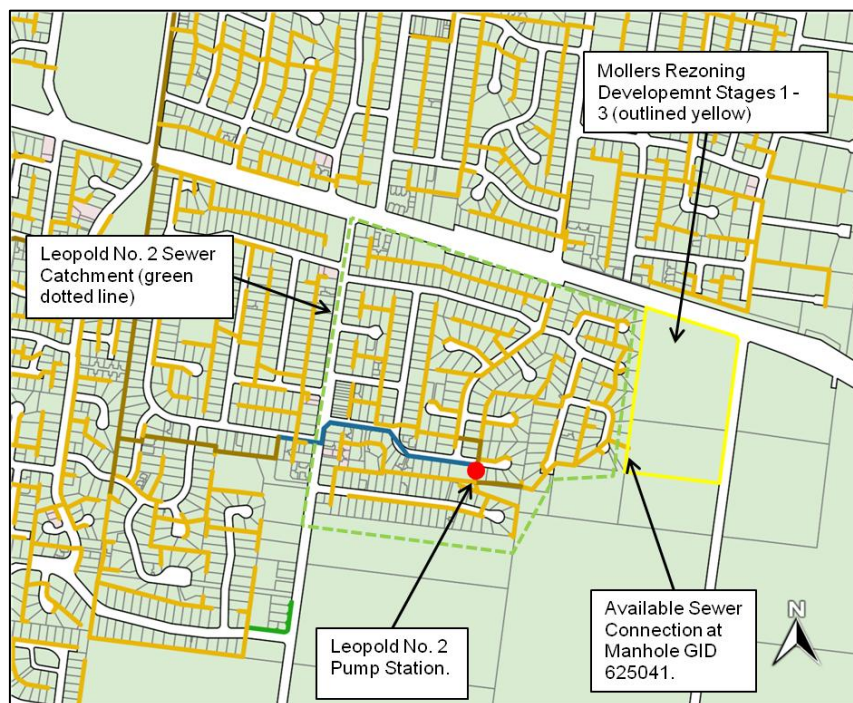 Mollers Rezoning
Developemnt Stages 1 -
3 (outlined yellow)
Leopold No. 2 Sewer
Catchment (green
dotted line)
Leopold No. 2
Pump Station.
Available Sewer
Connection at
Manhole GID
625041.
N